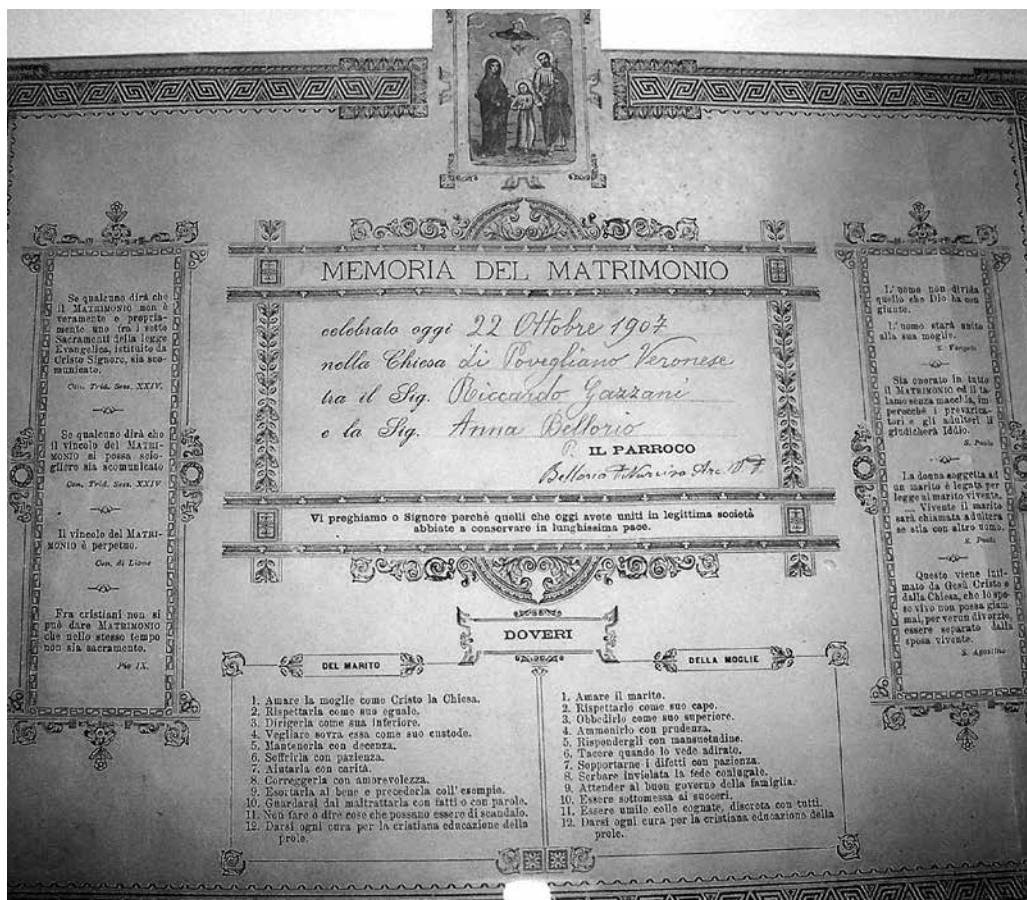 MEMORIA DEL MATRIMONIO
celebrato oggi 22 Ottobre 1907
nella Chiesa di Povegliano Veronese
tra il Sig. Riccardo Gazzani
e la Sig. Anna Bellorio
IL PARROCO
Bellorio
Vi preghiamo o Signore perchè quelli che oggi avete uniti in legittima società
abbiate a conservare in lunghissima pace.
Se qualcuno dirà che
il MATRIMONIO non è
veramente e propria-
mente uno fra i sette
Sacramenti della legge
Evangelica, istituito da
Cristo Signore, sia sco-
municato.
Con. Trid. Sess. XXIV.
Se qualcuno dirà che
il vincolo del MATRI-
MONIO si possa scio-
gliere sia scomunicato
Con. Trid. Sess. XXIV
Il vincolo del MATRI-
MONIO è perpetuo.
Con. di Lione
Fra cristiani non si
può dare MATRIMONIO
che nello stesso tempo
non sia sacramento.
Pio IX.
L'uomo non divida
quello che Dio ha con
giunto.
L'uomo starà unito
alla sua moglie.
S. Vangelo
Sia onorato in tutto
il MATRIMONIO ed il ta-
lamo senza macchia, im-
perocchè i prevarica-
tori e gli adulteri li
giudicherà Iddio.
S. Paolo
La donna soggetta ad
un marito è legata per
legge al marito vivente.
... Vivente il marito
sarà chiamata adultera
se stia con altro uomo.
S. Paolo
Questo viene inti-
mato da Gesù Cristo e
dalla Chiesa, che lo spo-
so vivo non possa giam-
mai, per verun divorzio,
essere separato dalla
sposa vivente.
S. Agostino
DOVERI
DEL MARITO
1. Amare la moglie come Cristo la Chiesa.
2. Rispettarla come suo eguale.
3. Dirigerla come sua inferiore.
4. Vegliare sovra essa come suo custode.
5. Mantenerla con decenza.
6. Soffrirla con pazienza.
7. Aiutarla con carità.
8. Correggerla con amorevolezza.
9. Esortarla al bene e precederla coll'esempio.
10. Guardarsi dal maltrattarla con fatti o con parole.
11. Non fare o dire cose che possano essere di scandalo.
12. Darsi ogni cura per la cristiana educazione della
prole.
DELLA MOGLIE
1. Amare il marito.
2. Rispettarlo come suo capo.
3. Obbedirlo come suo superiore.
4. Ammonirlo con prudenza.
5. Rispondergli con mansuetudine.
6. Tacere quando lo vede adirato.
7. Sopportarne i difetti con pazienza.
8. Serbare inviolata la fede coniugale.
9. Attender al buon governo della famiglia.
10. Essere sottomessa ai suoceri.
11. Essere umile colle cognate, discreta con tutti.
12. Darsi ogni cura per la cristiana educazione della
prole.